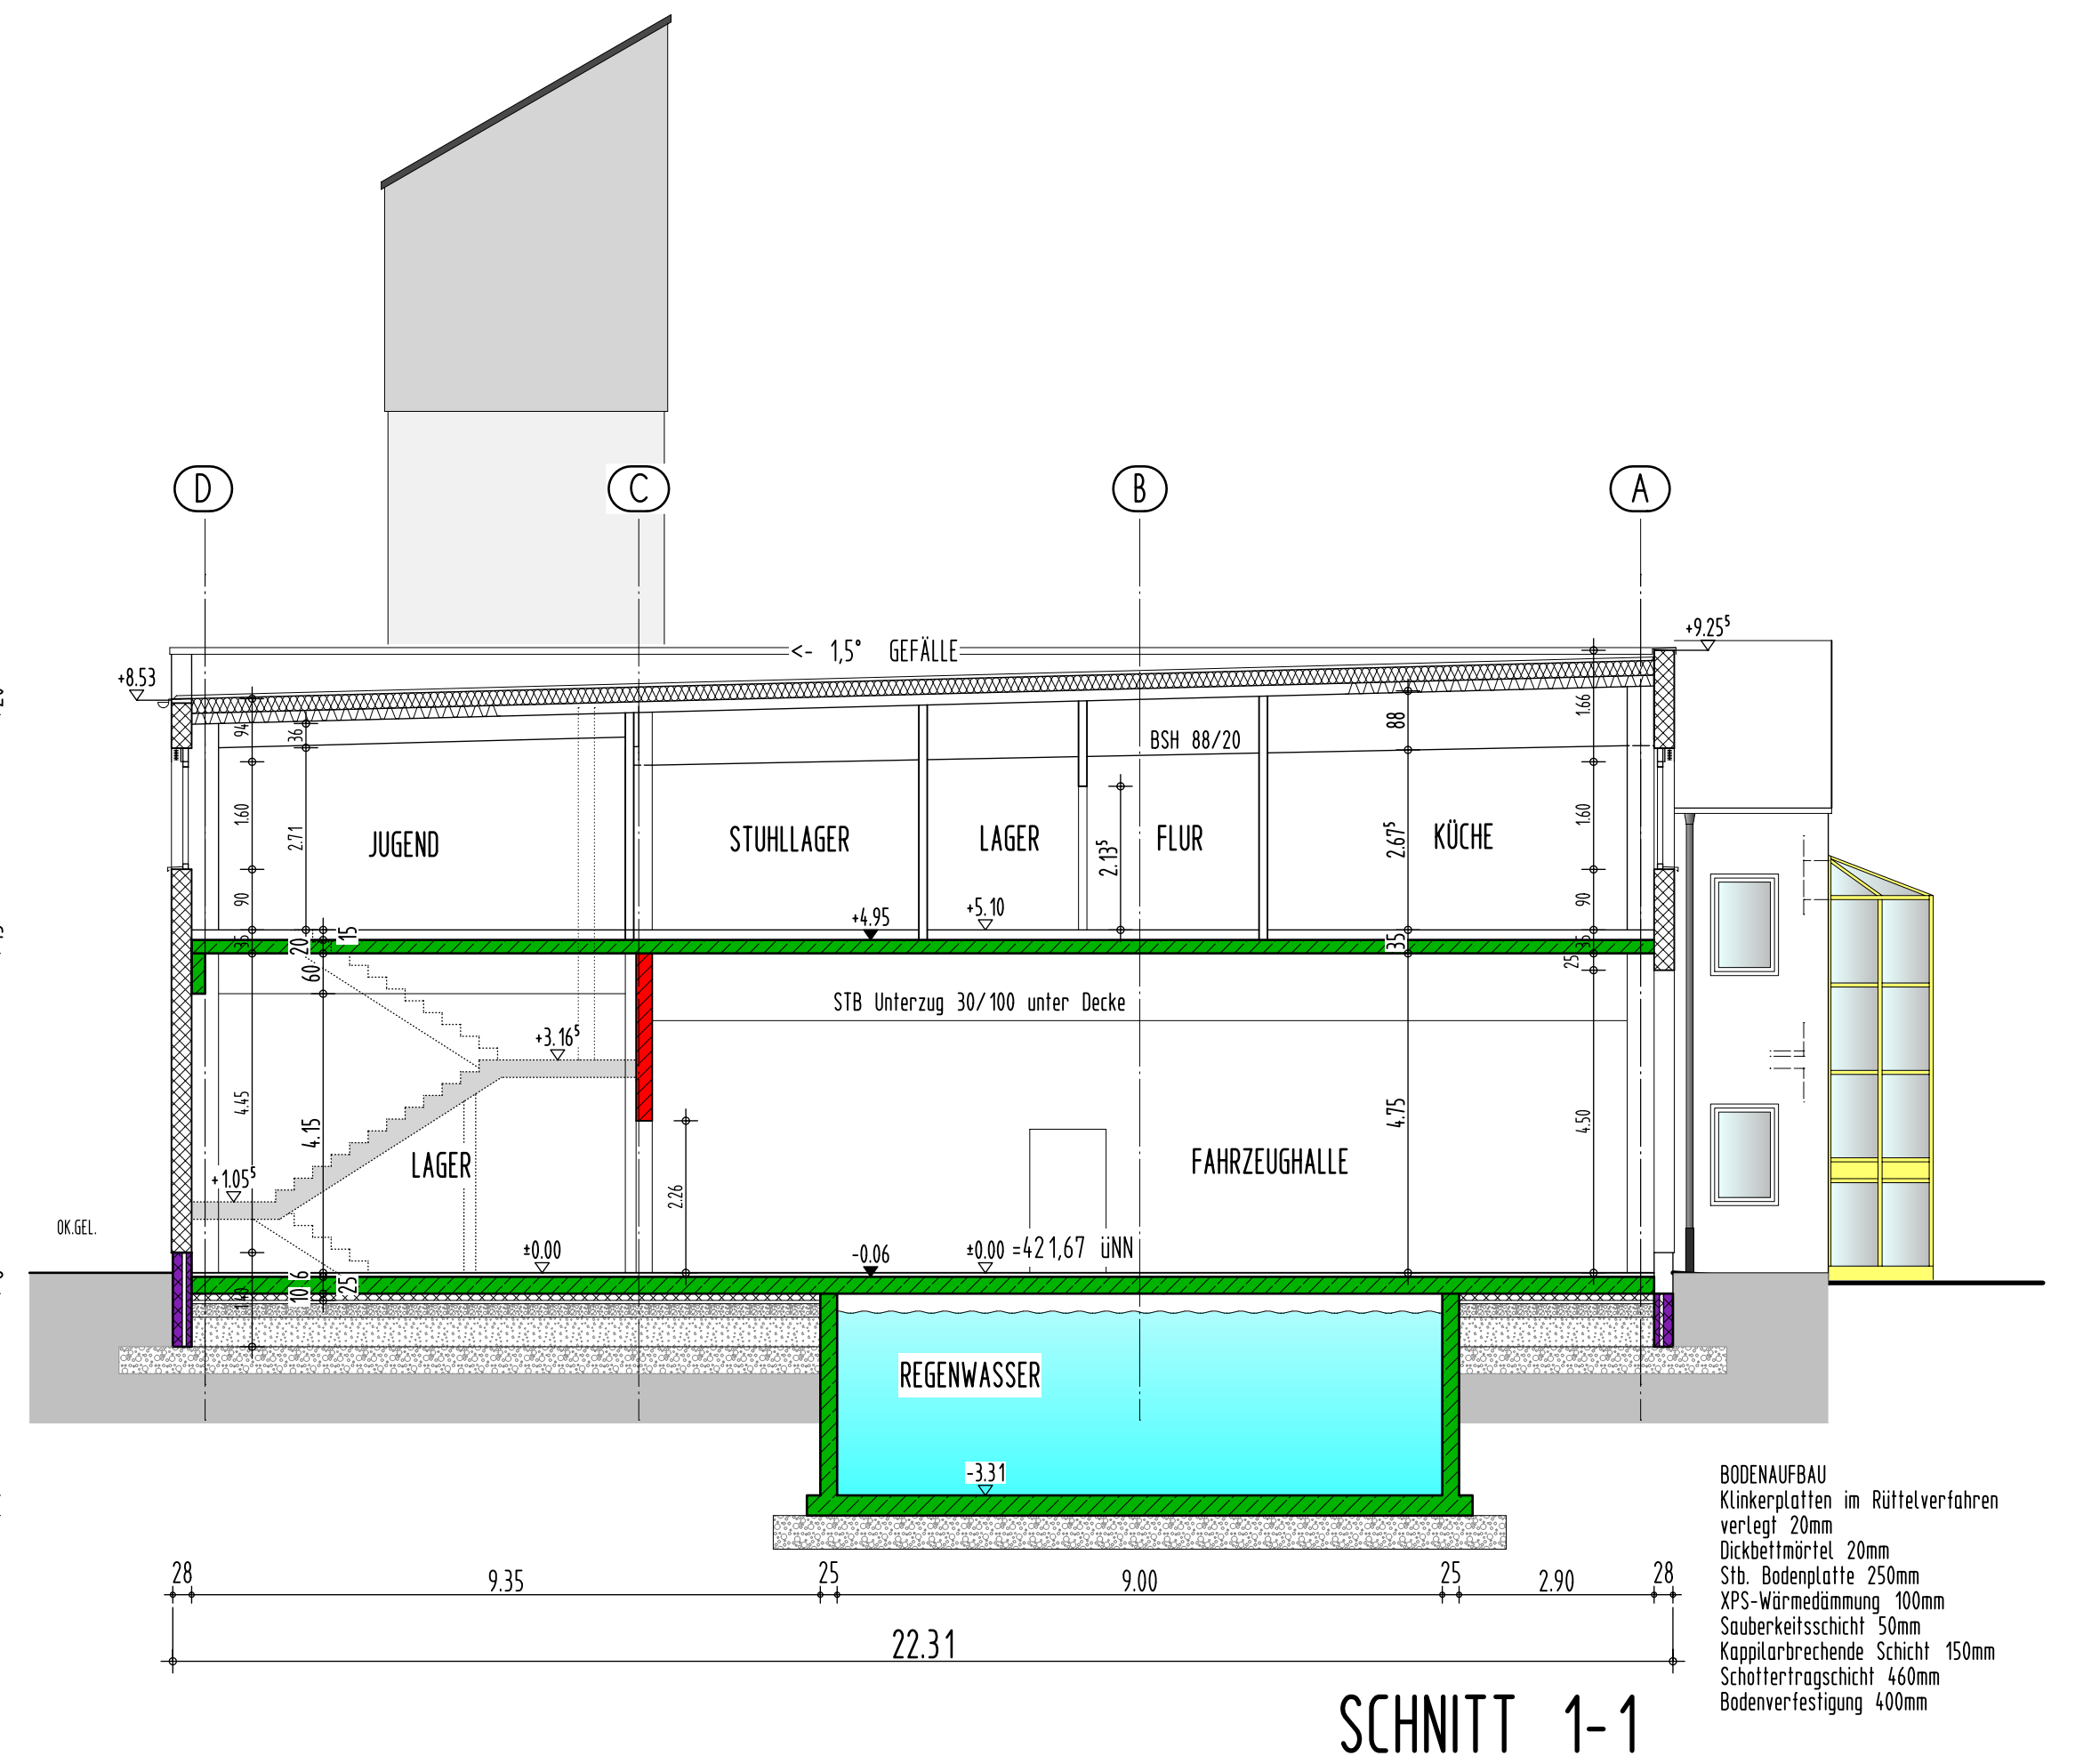 D
C
B
A
<- 1,5° GEFÄLLE
+9.25⁵
+8.53
94
36
88
1.66
BSH 88/20
1.60
2.71
JUGEND
STUHLLAGER
LAGER
FLUR
2.13⁵
2.67⁵
KÜCHE
1.60
90
90
+4.95
+5.10
35
20
15
35
35
25
60
STB Unterzug 30/100 unter Decke
+3.16⁵
4.45
4.15
4.75
4.50
LAGER
FAHRZEUGHALLE
+1.05⁵
2.26
OK.GEL.
±0.00
-0.06
±0.00 =421,67 üNN
1.40
10
6
25
REGENWASSER
-3.31
BODENAUFBAU
Klinkerplatten im Rüttelverfahren
verlegt 20mm
Dickbettmörtel 20mm
Stb. Bodenplatte 250mm
XPS-Wärmedämmung 100mm
Sauberkeitsschicht 50mm
Kappilarbrechende Schicht 150mm
Schottertragschicht 460mm
Bodenverfestigung 400mm
28
9.35
25
9.00
25
2.90
28
22.31
SCHNITT 1-1